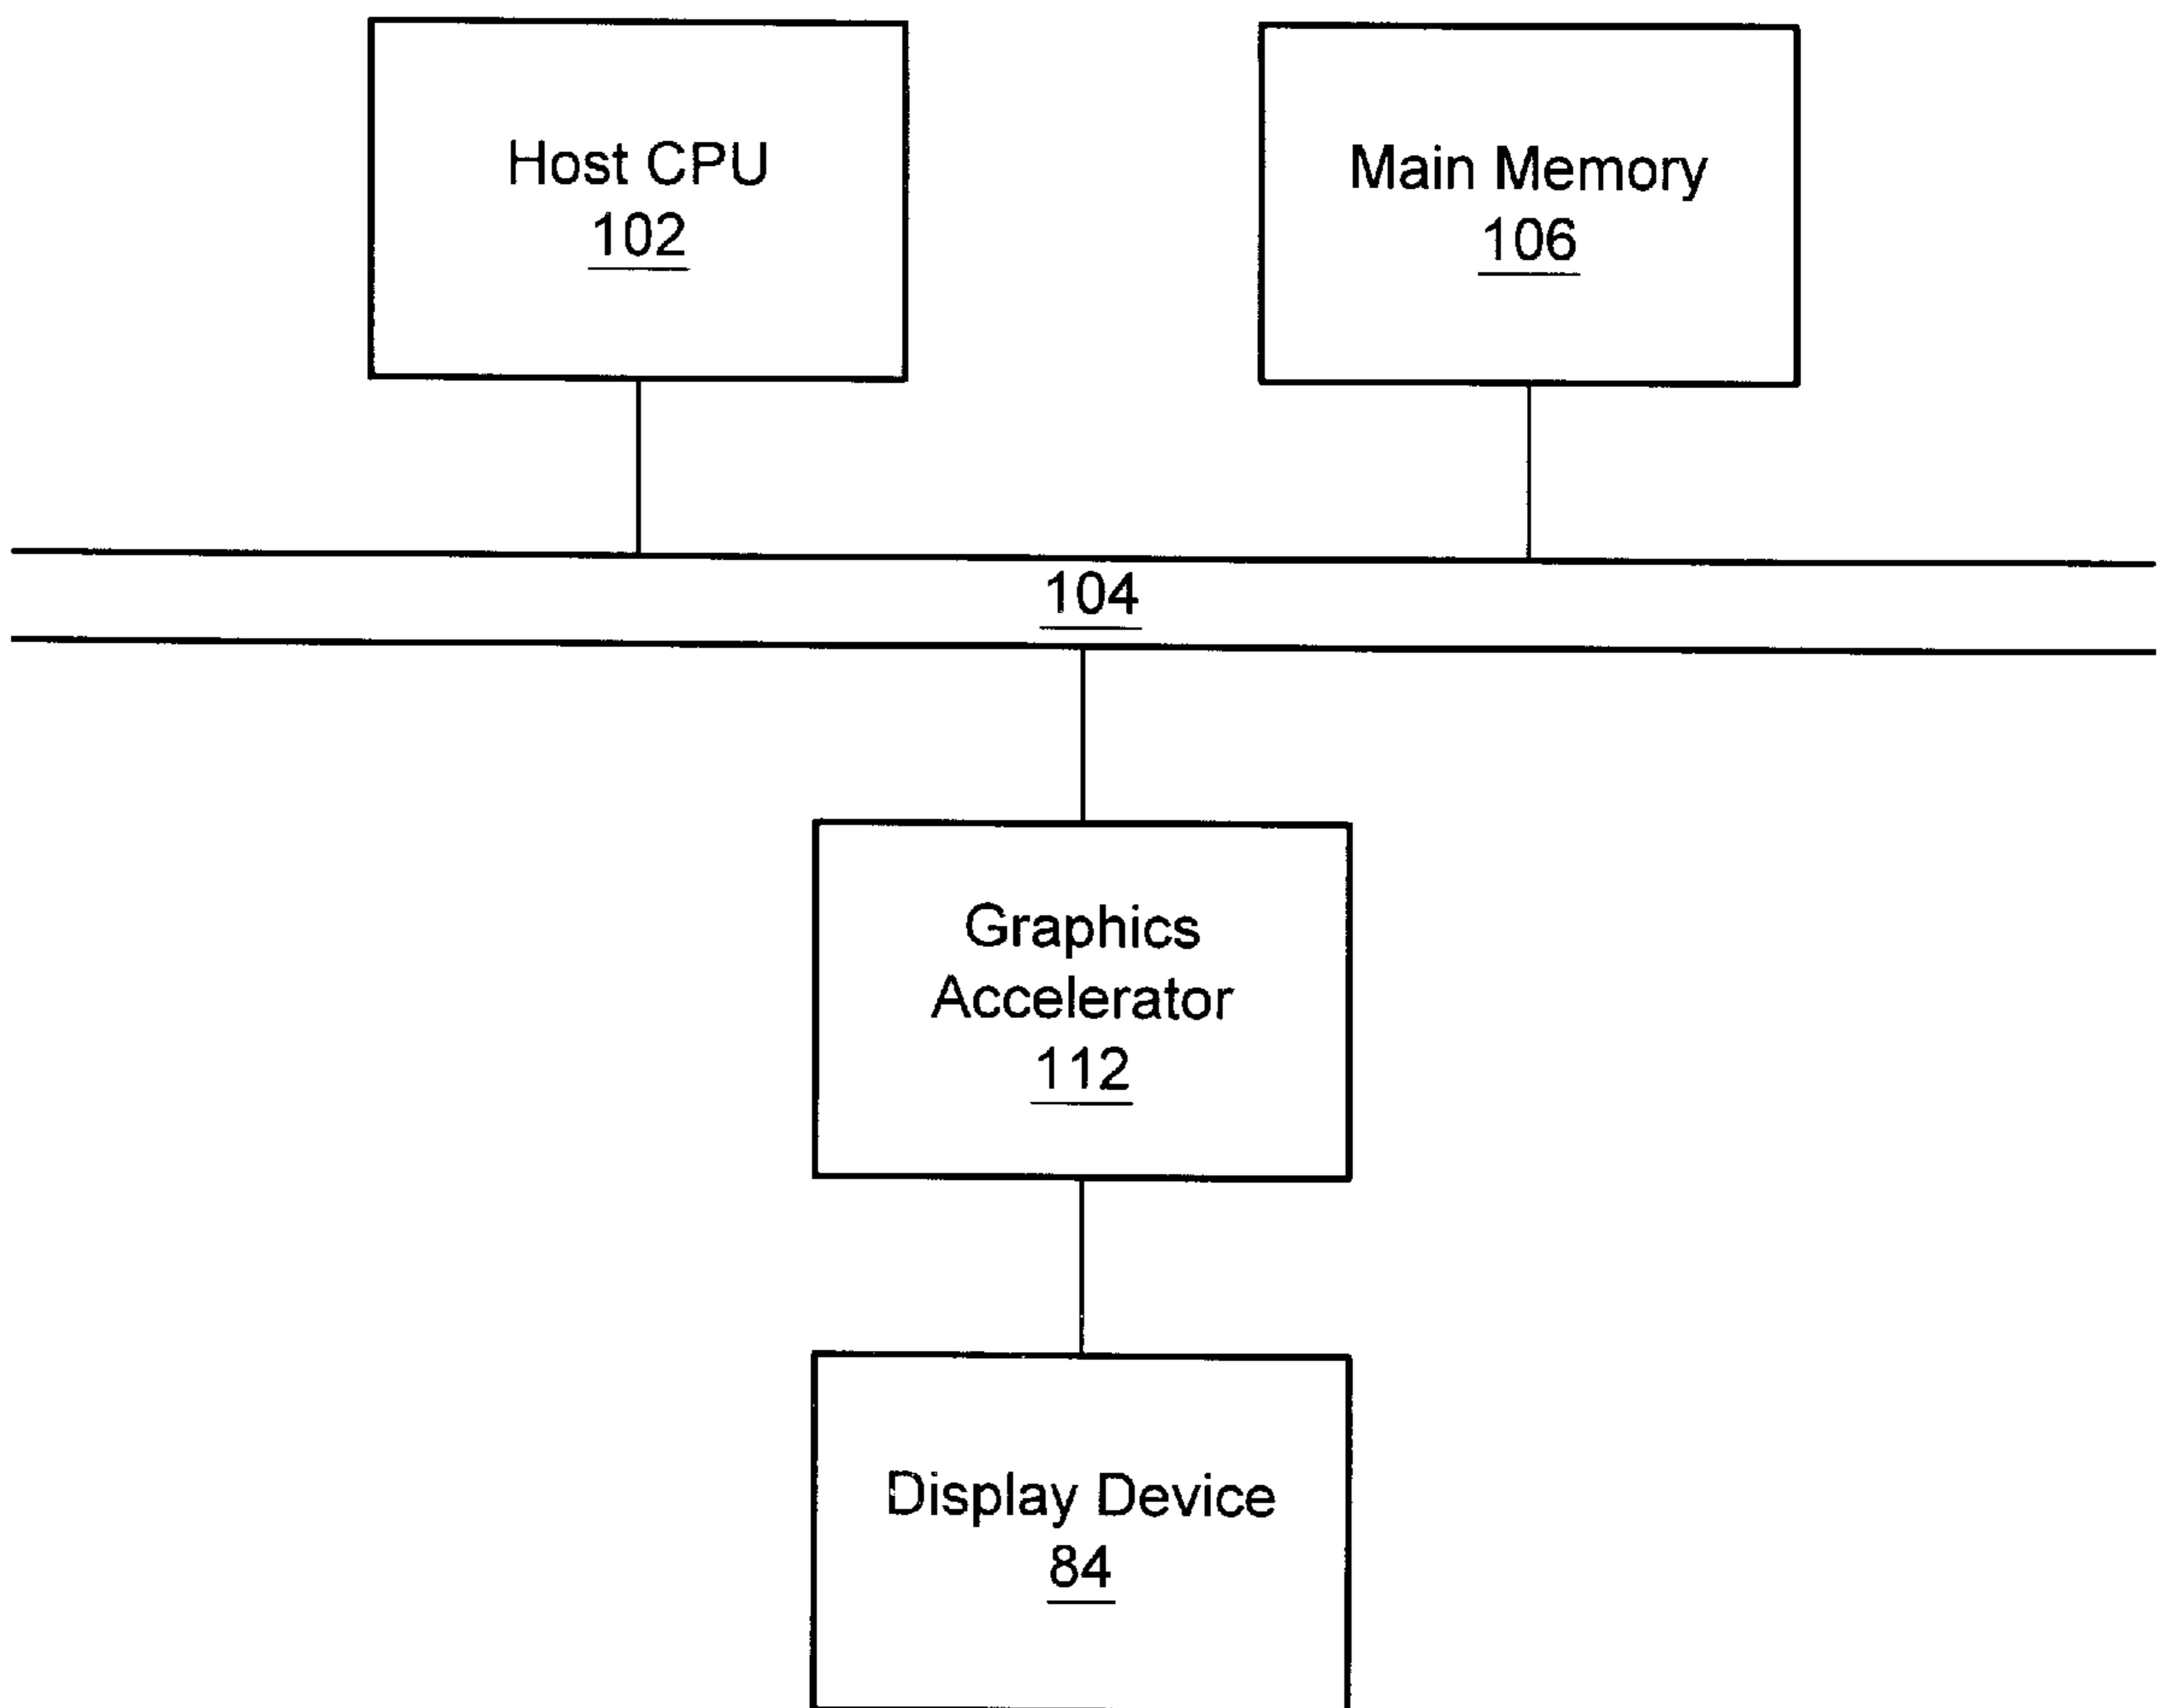 Host CPU
102
Main Memory
106
104
Graphics
Accelerator
112
Display Device
84